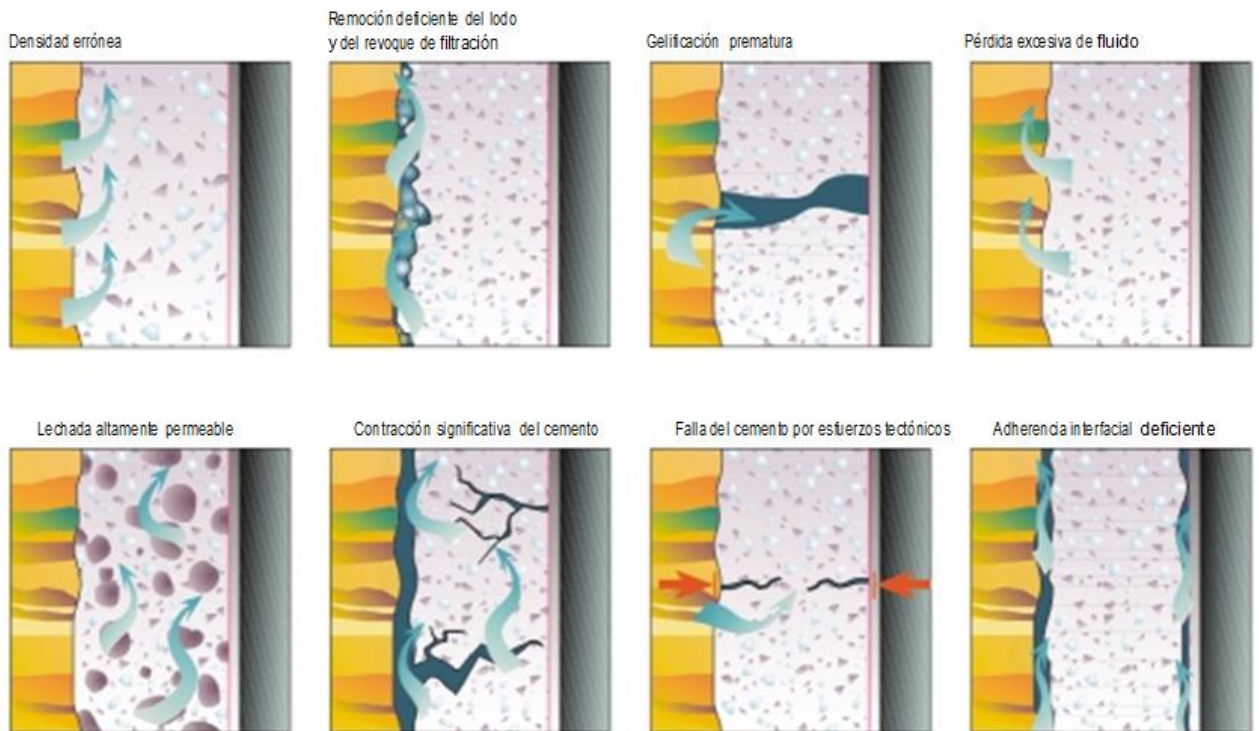 Densidad errónea
Remoción deficiente del lodo
y del revoque de filtración
Gelificación prematura
Pérdida excesiva de fluido
Lechada altamente permeable
Contracción significativa del cemento
Falla del cemento por esfuerzos tectónicos
Adherencia interfacial deficiente